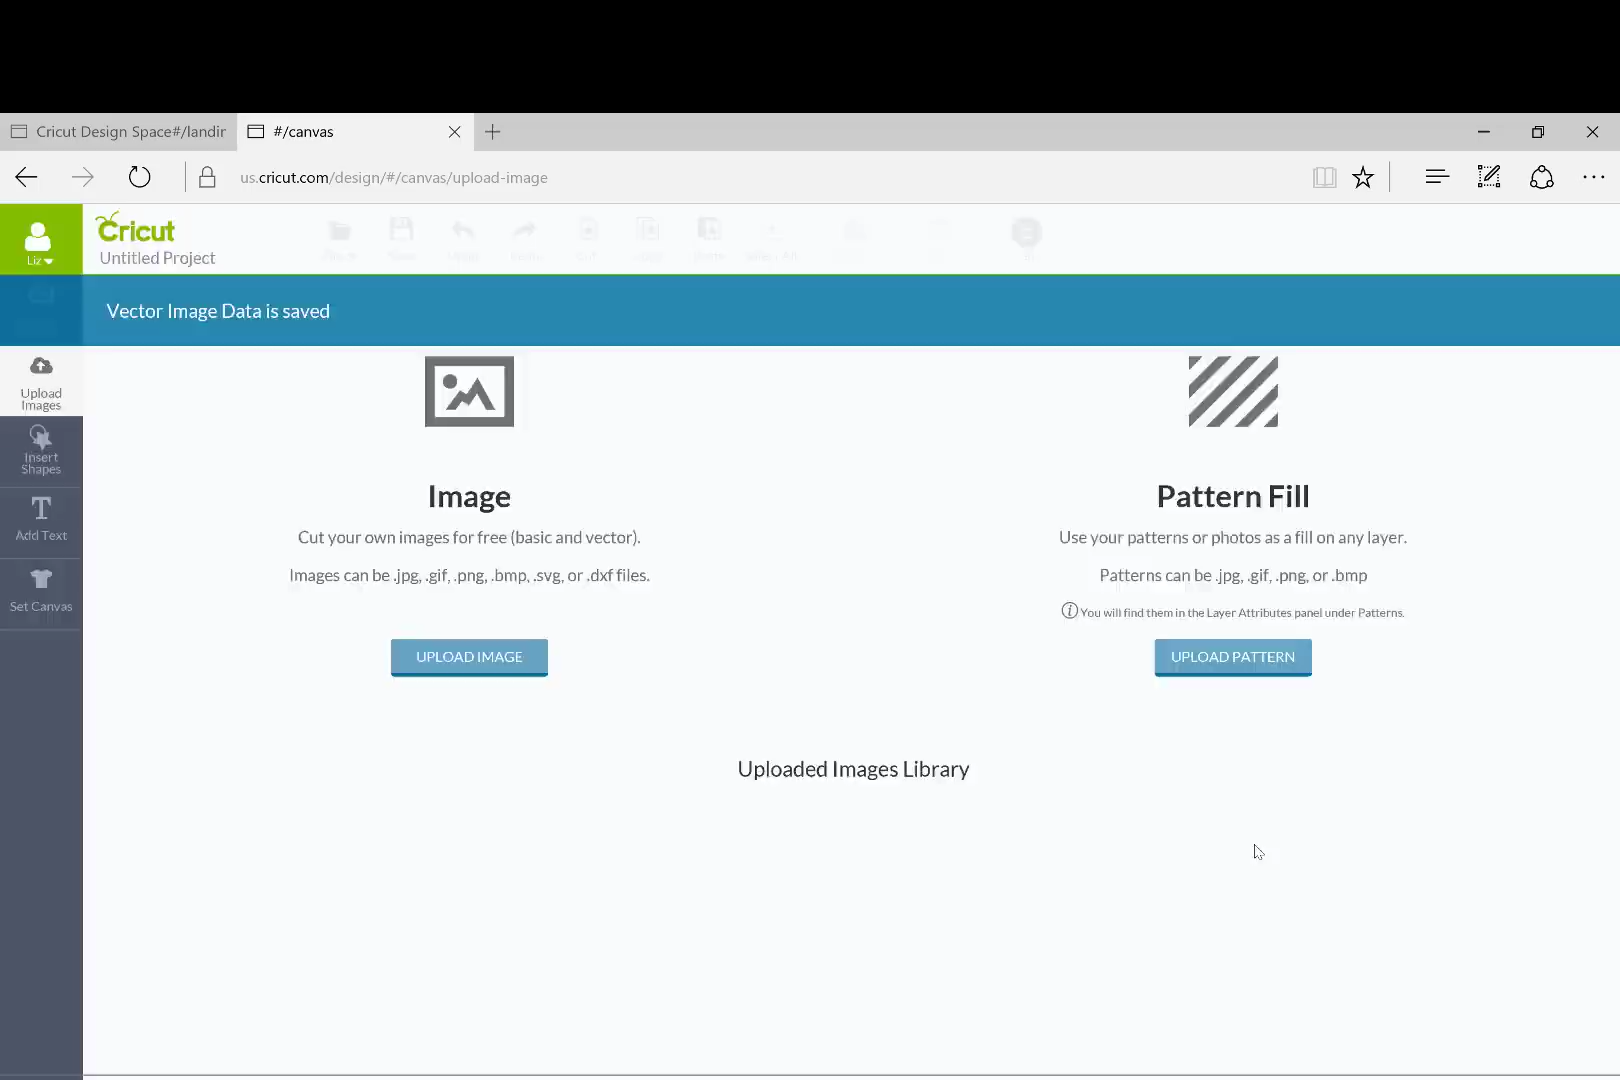 Cricut Design Space#/landir
#/canvas
us.cricut.com/design/#/canvas/upload-image
Liz
Cricut
Untitled Project
Vector Image Data is saved
Upload
Images
Insert
Shapes
Add Text
Set Canvas
Image
Cut your own images for free (basic and vector).
Images can be .jpg, .gif, .png, .bmp, .svg, or .dxf files.
UPLOAD IMAGE
Pattern Fill
Use your patterns or photos as a fill on any layer.
Patterns can be .jpg, .gif, .png, or .bmp
You will find them in the Layer Attributes panel under Patterns.
UPLOAD PATTERN
Uploaded Images Library